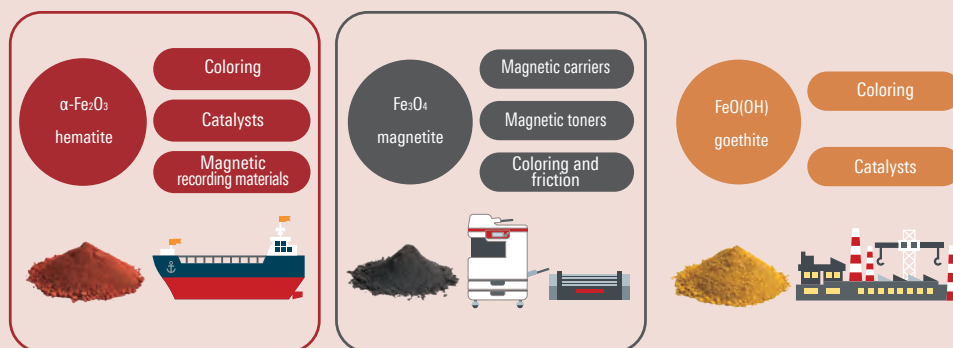 α-Fe₂O₃
hematite
Coloring
Catalysts
Magnetic
recording materials
Fe₃O₄
magnetite
Magnetic carriers
Magnetic toners
Coloring and
friction
FeO(OH)
goethite
Coloring
Catalysts